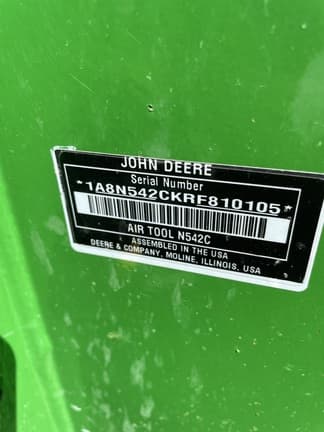 JOHN DEERE
Serial Number
*1A8N542CKRF810105*
AIR TOOL N542C
ASSEMBLED IN THE USA
DEERE & COMPANY, MOLINE, ILLINOIS, USA